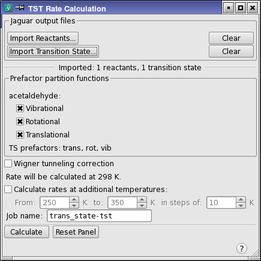 TST Rate Calculation
Jaguar output files
Import Reactants... Clear
Import Transition State... Clear
Imported: 1 reactants, 1 transition state
Prefactor partition functions
acetaldehyde:
Vibrational
Rotational
Translational
TS prefactors: trans, rot, vib
Wigner tunneling correction
Rate will be calculated at 298 K.
Calculate rates at additional temperatures:
From: 250 K to: 350 K in steps of: 10 K
Job name: trans_state-tst
Calculate Reset Panel
?